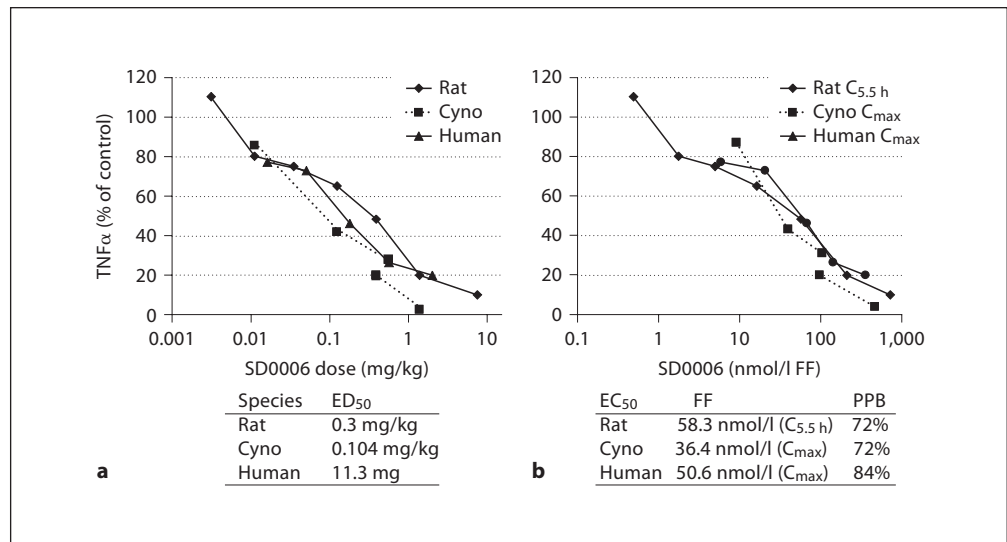 120
100
80
60
40
20
0
TNFα (% of control)
Rat
Cyno
Human
0.001 0.01 0.1 1 10
SD0006 dose (mg/kg)
Species ED50
Rat 0.3 mg/kg
Cyno 0.104 mg/kg
Human 11.3 mg
a
120
100
80
60
40
20
0
Rat C5.5 h
Cyno Cmax
Human Cmax
0.1 1 10 100 1,000
SD0006 (nmol/l FF)
EC50 FF PPB
Rat 58.3 nmol/l (C5.5 h) 72%
Cyno 36.4 nmol/l (Cmax) 72%
Human 50.6 nmol/l (Cmax) 84%
b